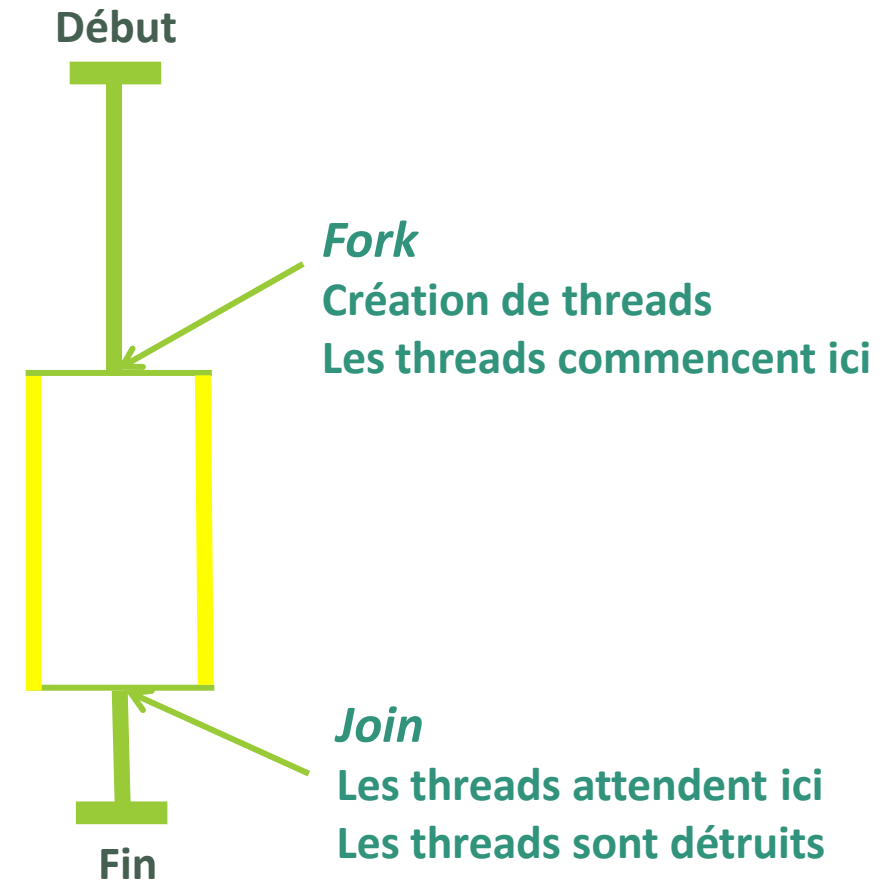 Début
Fork
Création de threads
Les threads commencent ici
Join
Les threads attendent ici
Les threads sont détruits
Fin